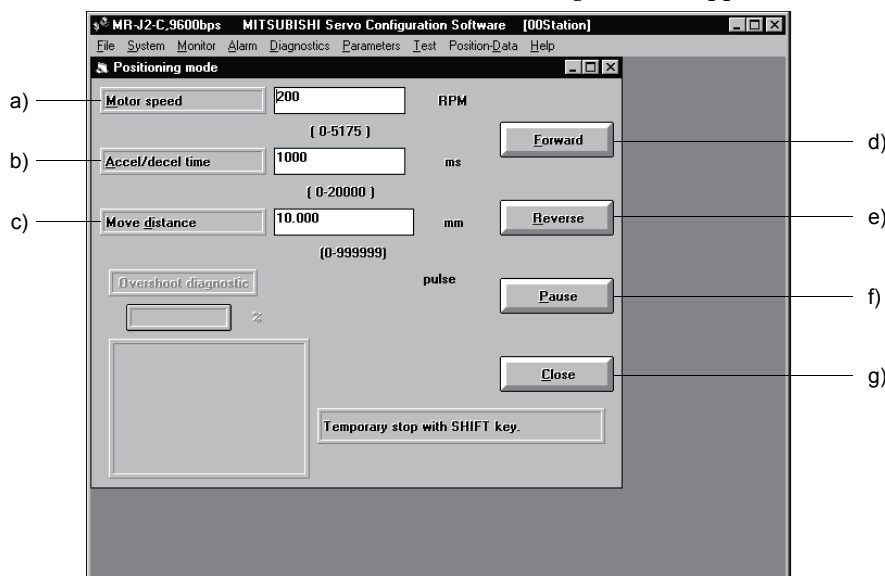 MR-J2-C,9600bps MITSUBISHI Servo Configuration Software [00Station]
File System Monitor Alarm Diagnostics Parameters Test Position-Data Help
Positioning mode
a) Motor speed 200 RPM
( 0-5175 )
Forward d)
b) Accel/decel time 1000 ms
( 0-20000 )
c) Move distance 10.000 mm Reverse e)
(0-999999)
Overshoot diagnostic pulse
Pause f)
%
Close g)
Temporary stop with SHIFT key.